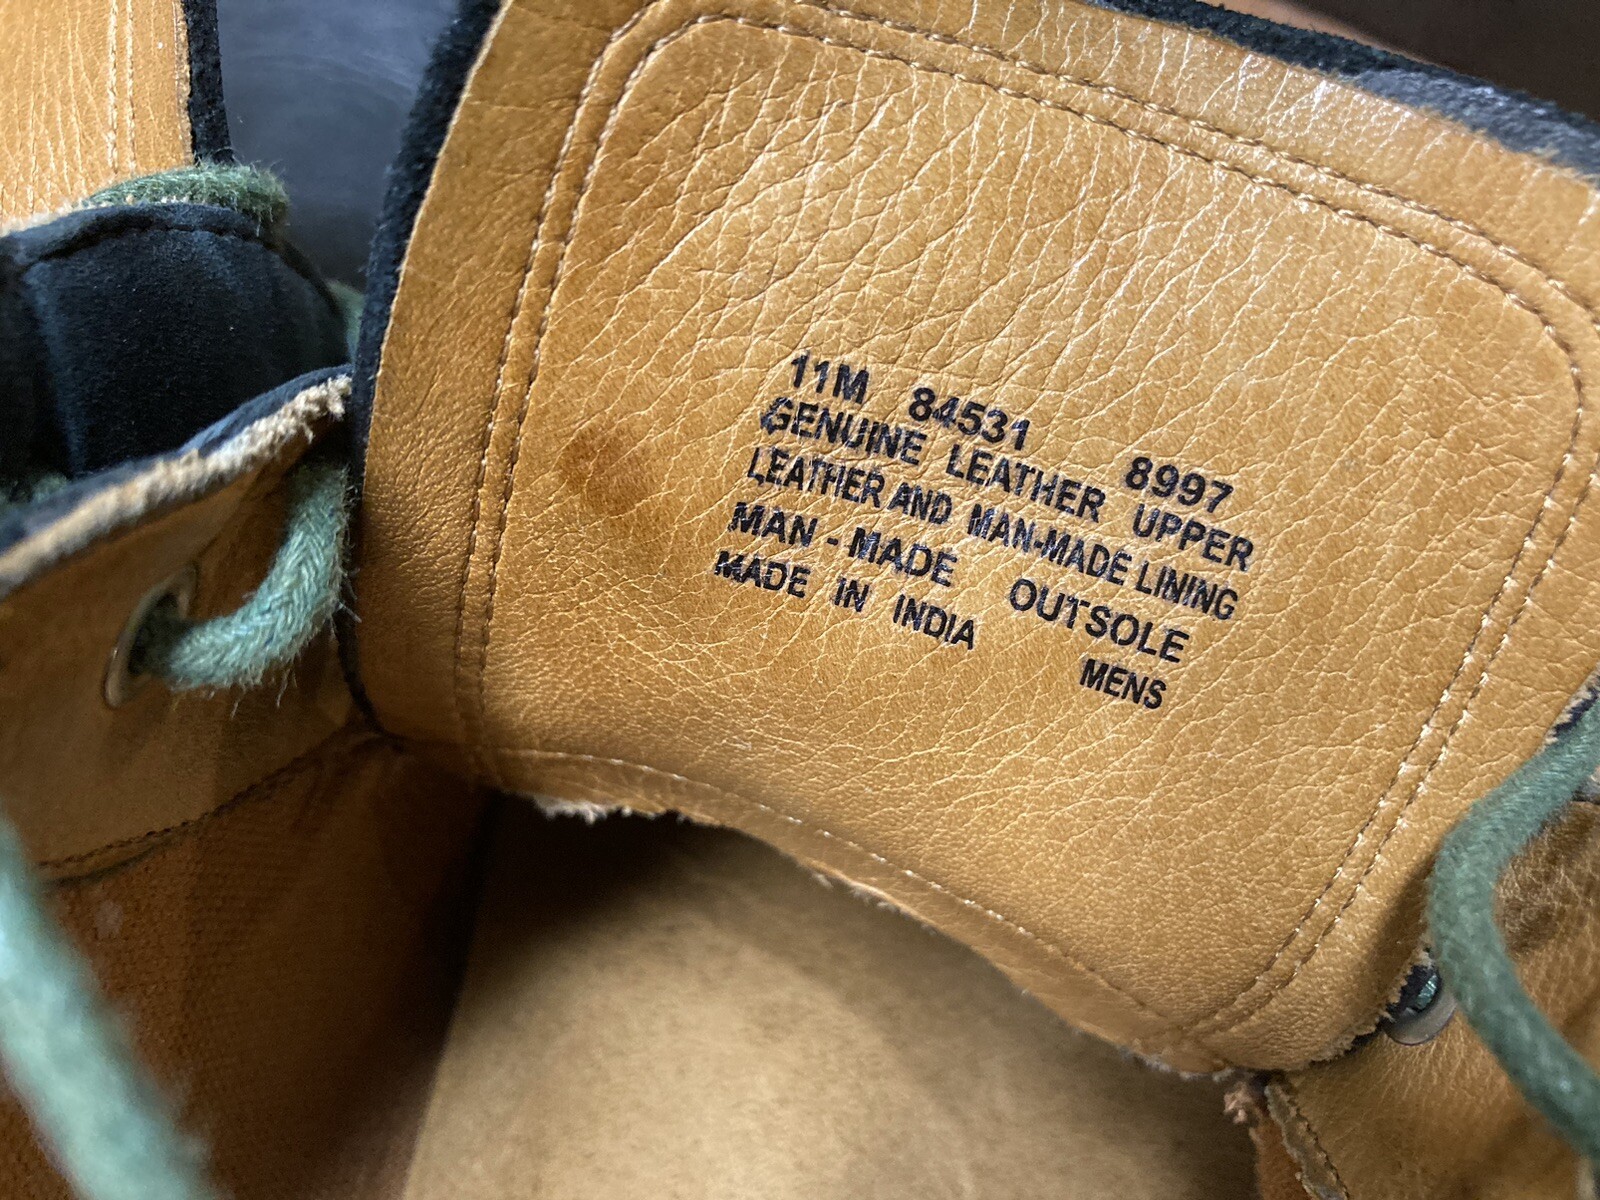 11M 84531 8997
GENUINE LEATHER UPPER
LEATHER AND MAN-MADE LINING
MAN - MADE OUTSOLE
MADE IN INDIA MENS